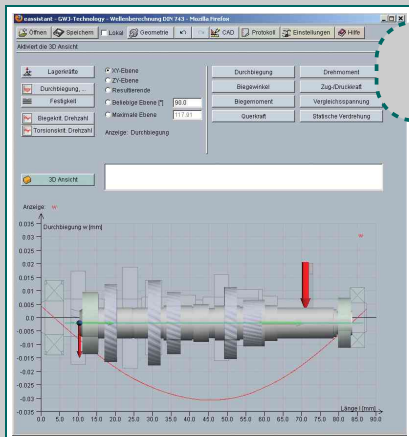 eassistant - GWJ-Technology - Wellenberechnung DIN 743 - Mozilla Firefox
Öffnen Speichern Lokal Geometrie CAD Protokoll Einstellungen Hilfe
Aktiviert die 3D Ansicht
Lagerkräfte
Durchbiegung, ...
Festigkeit
Biegekrit. Drehzahl
Torsionskrit. Drehzahl
XY-Ebene
ZY-Ebene
Resultierende
Beliebige Ebene [°] 90.0
Maximale Ebene 117.81
Anzeige: Durchbiegung
Durchbiegung Drehmoment
Biegewinkel Zug-/Druckkraft
Biegemoment Vergleichsspannung
Querkraft Statische Verdrehung
3D Ansicht
Anzeige: w
Durchbiegung w [mm]
w
0.035
0.03
0.025
0.02
0.015
0.01
0.005
0.0
-0.005
-0.01
-0.015
-0.02
-0.025
-0.03
-0.035
Länge l [mm]
0.0 5.0 10.0 15.0 20.0 25.0 30.0 35.0 40.0 45.0 50.0 55.0 60.0 65.0 70.0 75.0 80.0 85.0 90.0